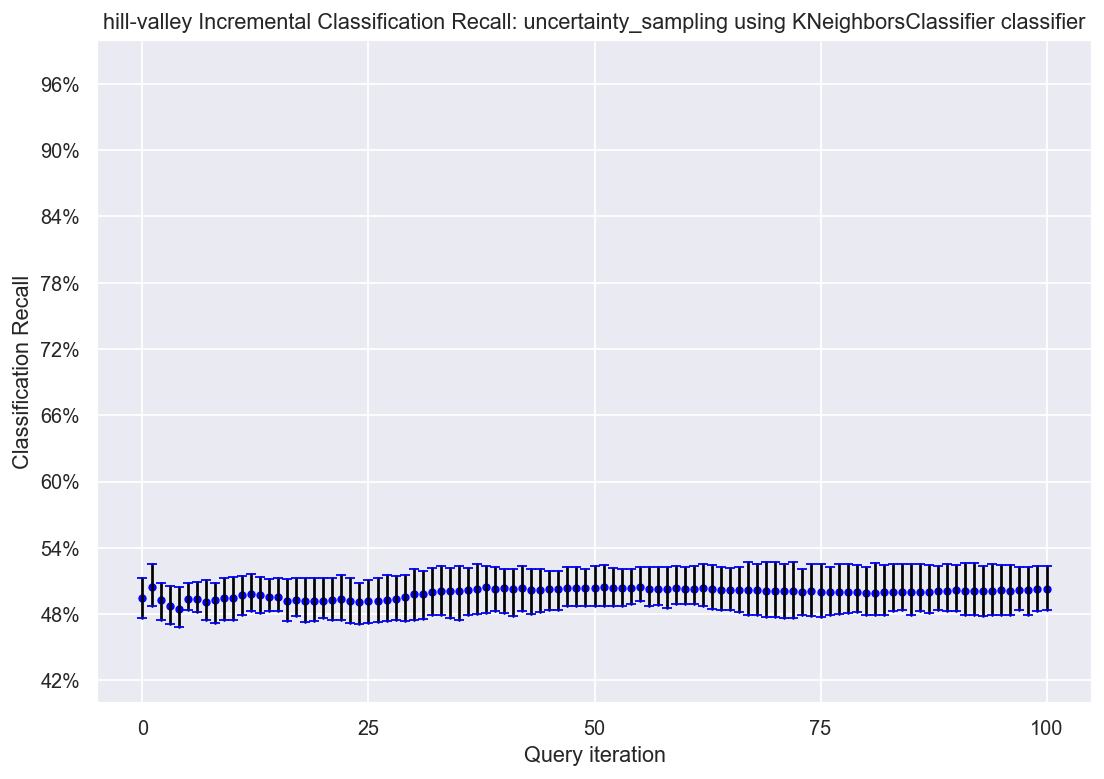 hill-valley Incremental Classification Recall: uncertainty_sampling using KNeighborsClassifier classifier
96%
90%
84%
78%
72%
66%
60%
54%
48%
42%
Classification Recall
0 25 50 75 100
Query iteration